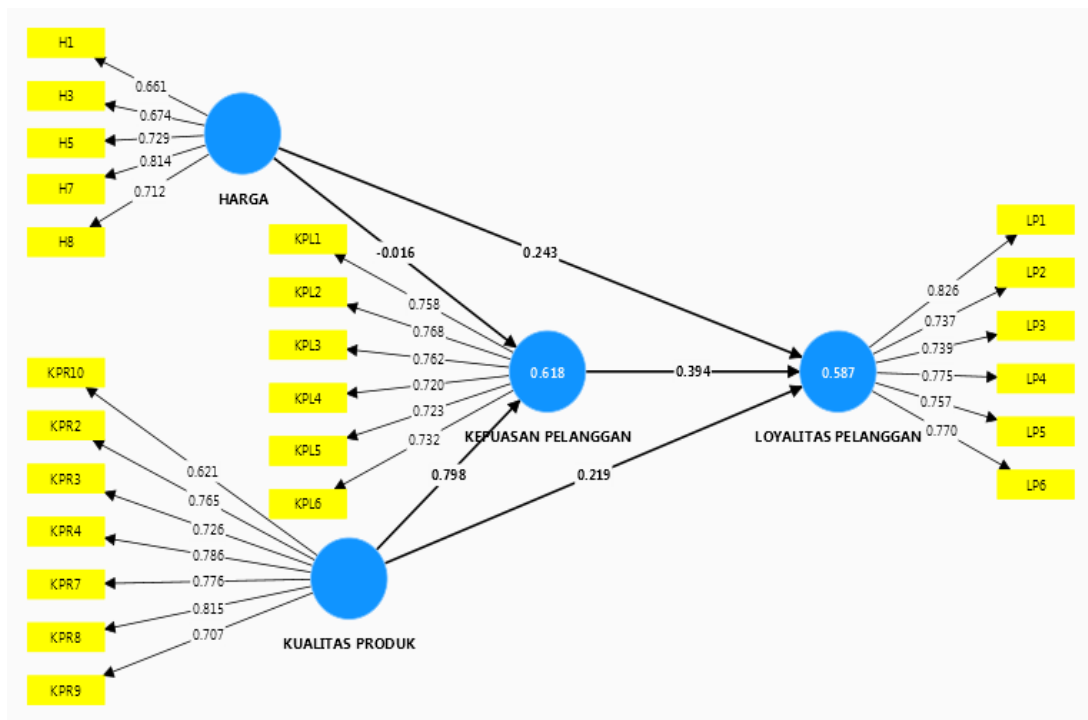 H1
H3
H5
H7
H8
0.661
0.674
0.729
0.814
0.712
HARGA
-0.016
0.243
KPL1
KPL2
KPL3
KPL4
KPL5
KPL6
0.758
0.768
0.762
0.720
0.723
0.732
0.618
KEPUASAN PELANGGAN
0.394
0.587
LOYALITAS PELANGGAN
LP1
LP2
LP3
LP4
LP5
LP6
0.826
0.737
0.739
0.775
0.757
0.770
KPR10
KPR2
KPR3
KPR4
KPR7
KPR8
KPR9
0.621
0.765
0.726
0.786
0.776
0.815
0.707
0.798
0.219
KUALITAS PRODUK